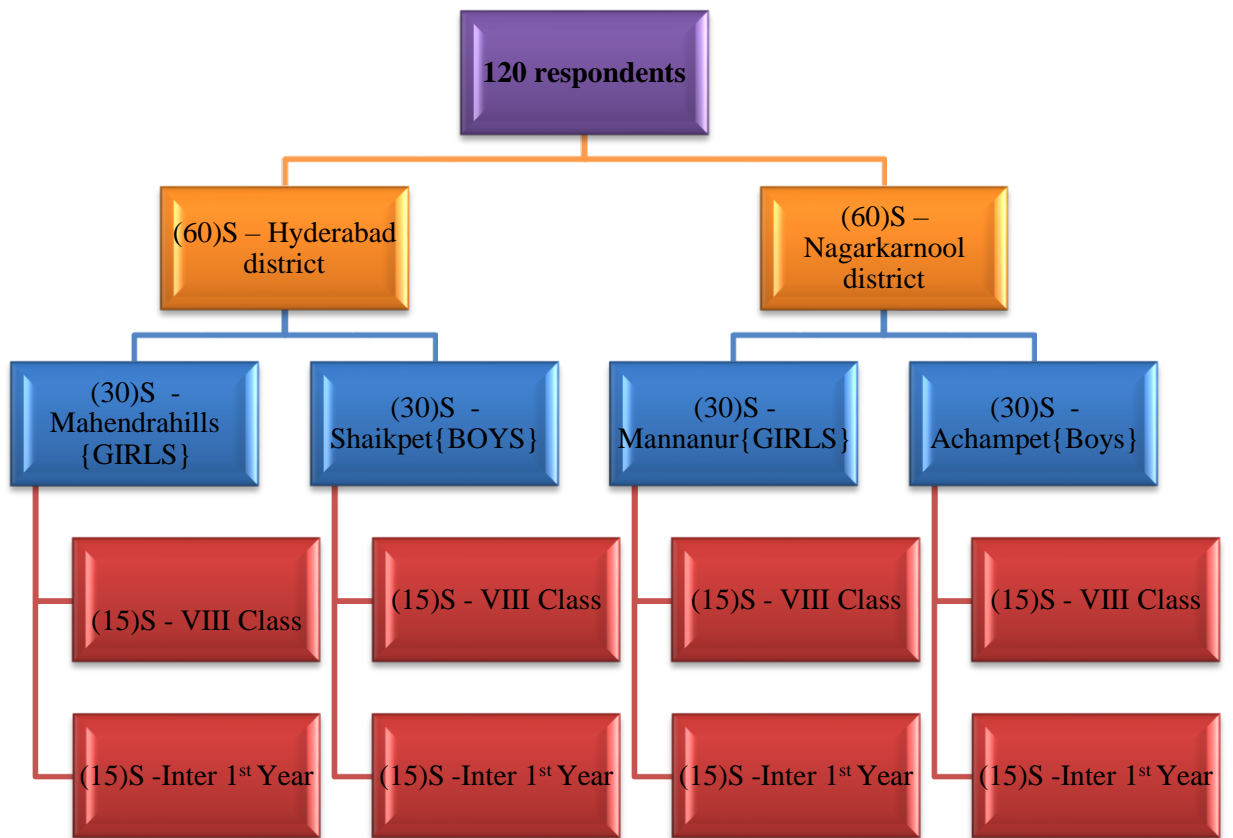 120 respondents
(60)S – Hyderabad
district
(60)S –
Nagarkarnool
district
(30)S -
Mahendrahills
{GIRLS}
(30)S -
Shaikpet{BOYS}
(30)S -
Mannanur{GIRLS}
(30)S -
Achampet{Boys}
(15)S - VIII Class
(15)S - VIII Class
(15)S - VIII Class
(15)S - VIII Class
(15)S -Inter 1st Year
(15)S -Inter 1st Year
(15)S -Inter 1st Year
(15)S -Inter 1st Year